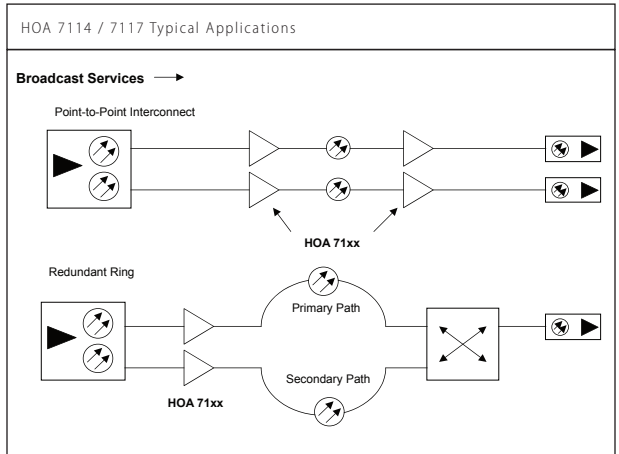 HOA 7114 / 7117 Typical Applications
Broadcast Services
Point-to-Point Interconnect
HOA 71xx
Redundant Ring
Primary Path
Secondary Path
HOA 71xx